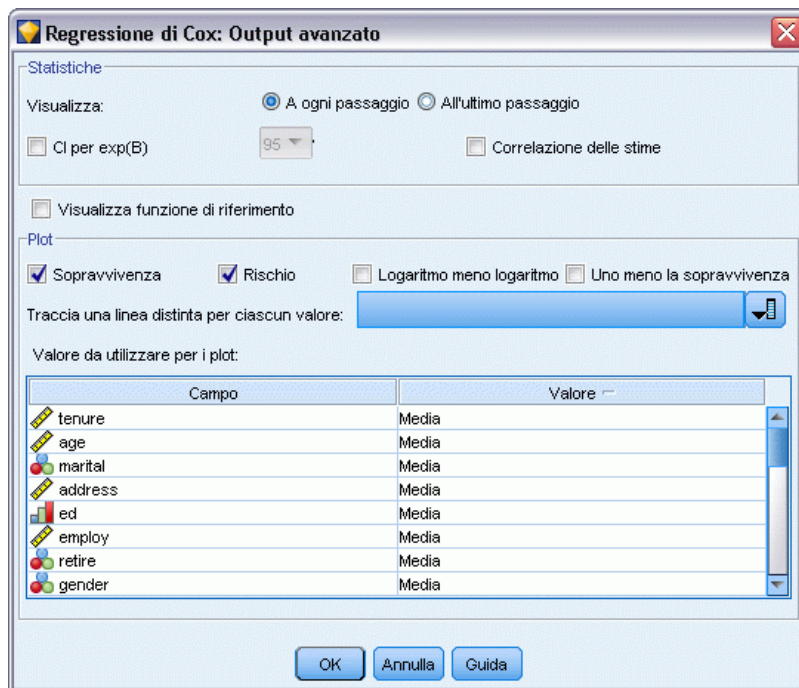 Regressione di Cox: Output avanzato
Statistiche
Visualizza: A ogni passaggio All'ultimo passaggio
CI per exp(B) 95 Correlazione delle stime
Visualizza funzione di riferimento
Plot
Sopravvivenza Rischio Logaritmo meno logaritmo Uno meno la sopravvivenza
Traccia una linea distinta per ciascun valore:
Valore da utilizzare per i plot:
Campo Valore
tenure Media
age Media
marital Media
address Media
ed Media
employ Media
retire Media
gender Media
OK Annulla Guida